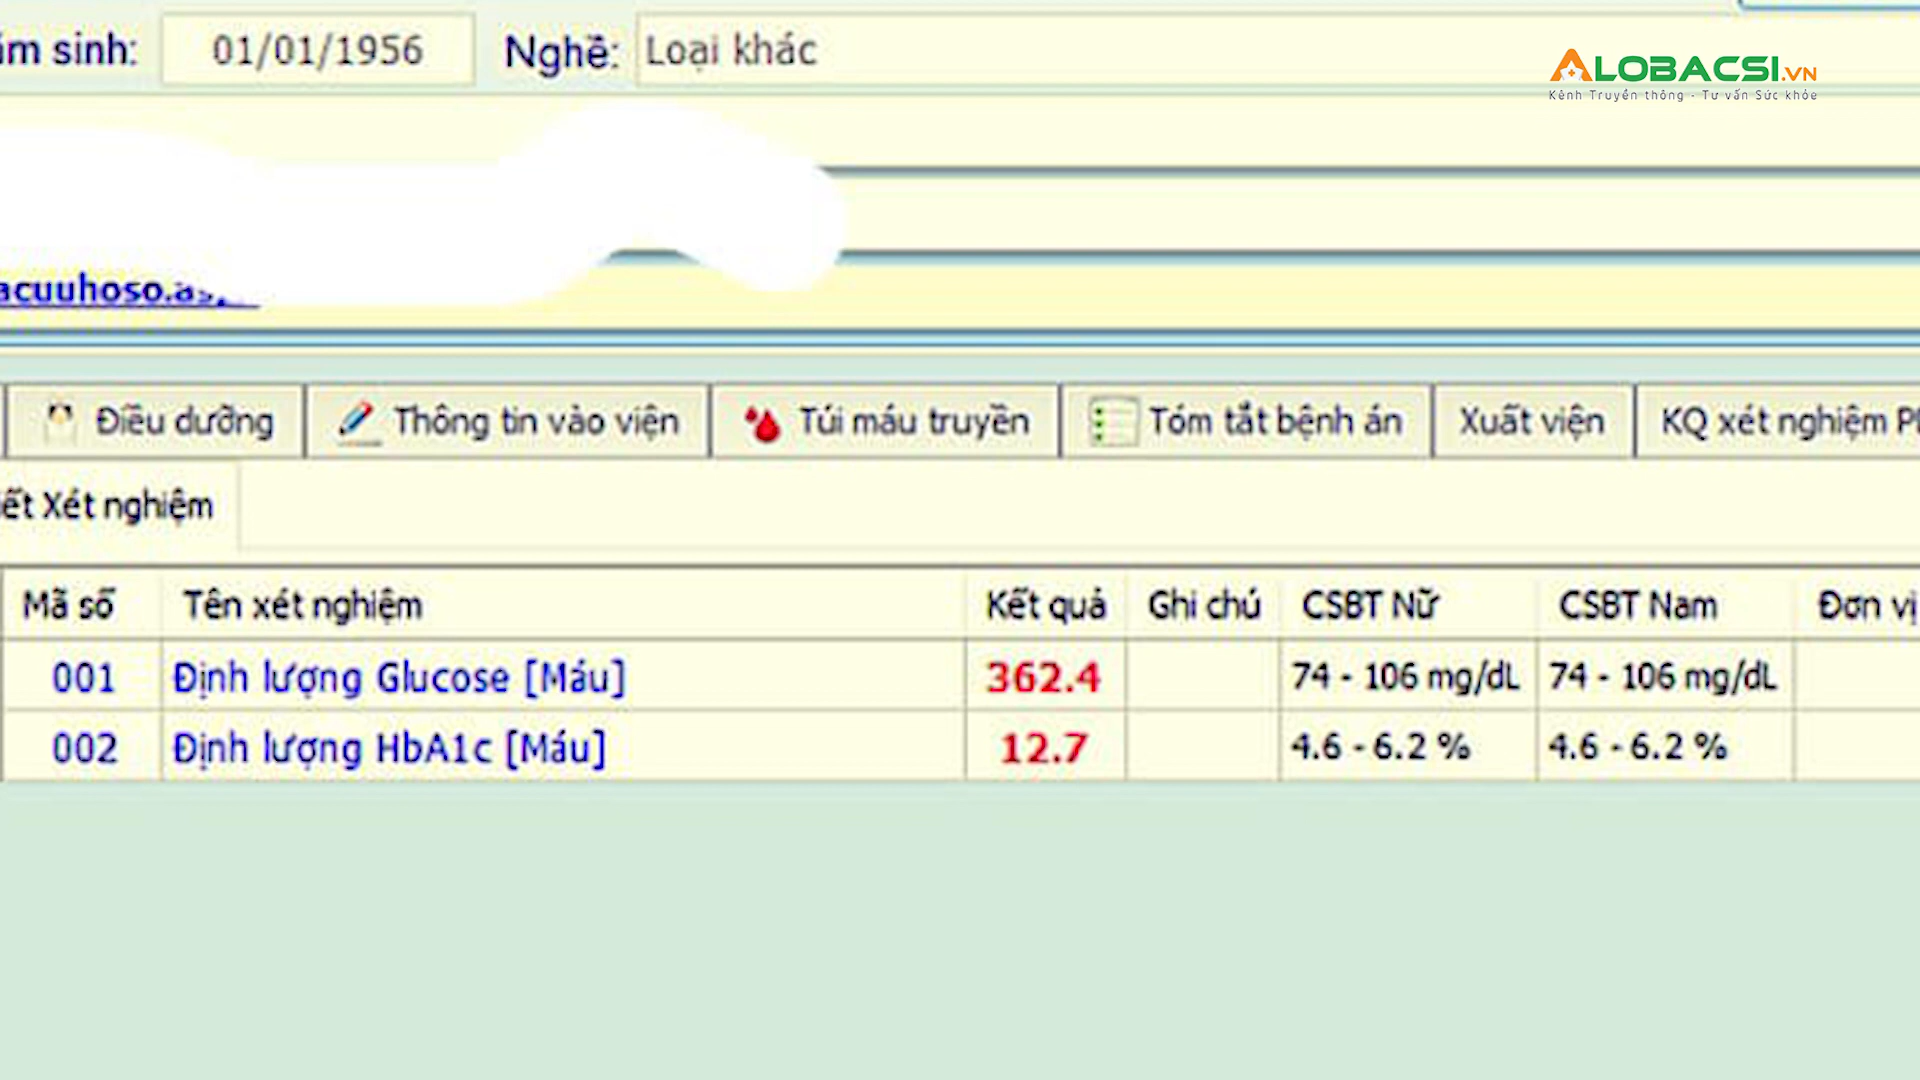 sinh: 01/01/1956 Nghề: Loại khác
ALOBACSI.VN
Kênh Truyền thông - Tư vấn Sức khỏe
Điều dưỡng Thông tin vào viện Túi máu truyền Tóm tắt bệnh án Xuất viện KQ xét nghiệm
Xét nghiệm
Mã số Tên xét nghiệm Kết quả Ghi chú CSBT Nữ CSBT Nam Đơn vị
001 Định lượng Glucose [Máu] 362.4 74 - 106 mg/dL 74 - 106 mg/dL
002 Định lượng HbA1c [Máu] 12.7 4.6 - 6.2 % 4.6 - 6.2 %